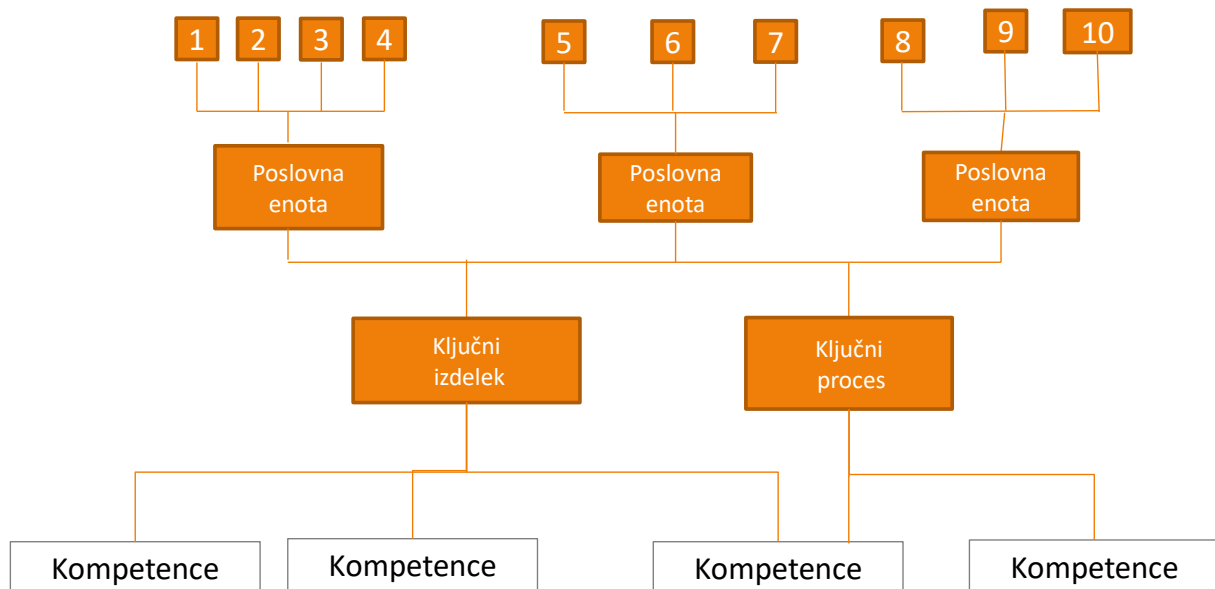 1 2 3 4 5 6 7 8 9 10
Poslovna
enota
Poslovna
enota
Poslovna
enota
Ključni
izdelek
Ključni
proces
Kompetence
Kompetence
Kompetence
Kompetence